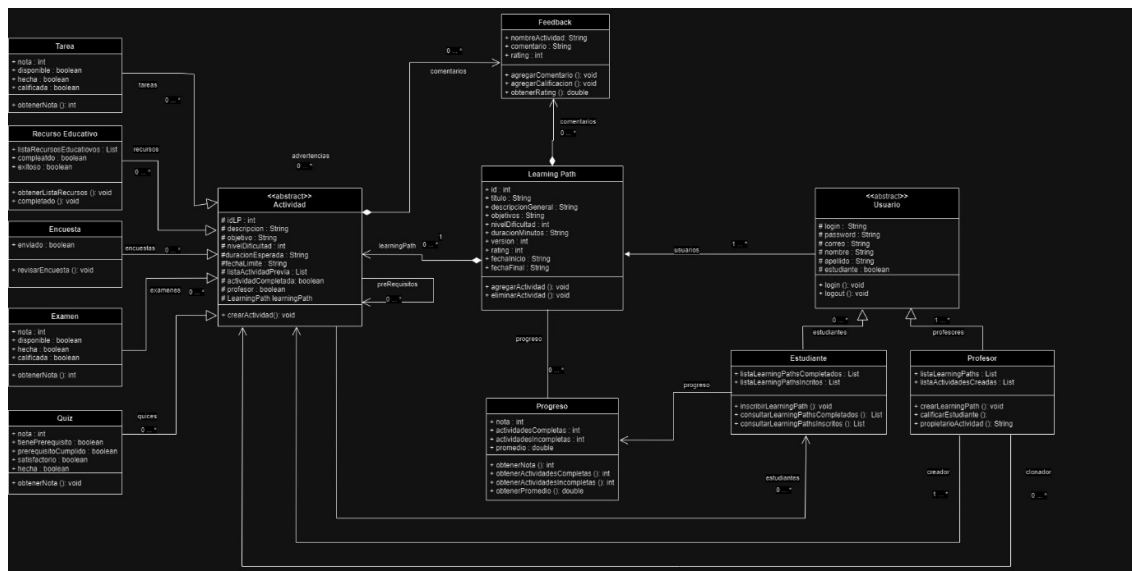 Feedback
+ nombreActividad: String
+ comentario : String
+ rating : int
+ agregarComentario (): void
+ agregarCalificacion (): void
+ obtenerRating (): double
Tarea
+ nota : int
+ disponible : boolean
+ hecha : boolean
+ calificada : boolean
+ obtenerNota (): int
tareas
0 ... *
0 ... *
comentarios
Recurso Educativo
+ listaRecursosEducatiovos : List
+ compleatdo : boolean
+ exitoso : boolean
+ obtenerListaRecursos (): void
+ completado (): void
recursos
0 ... *
comentarios
0 ... *
advertencias
0 ... *
Learning Path
+ id : int
+ titulo : String
+ descripcionGeneral : String
+ objetivos : String
+ nivelDificultad : int
+ duracionMinutos : String
+ version : int
+ rating : int
+ fechaInicio : String
+ fechaFinal : String
+ agregarActividad (): void
+ eliminarActividad (): void
<<abstract>>
Actividad
# idLP : int
# descripcion : String
# objetivo : String
# nivelDificultad : int
#duracionEsperada: String
#fechaLimite : String
# listaActividadPrevia : List
# actividadCompletada: boolean
# profesor : boolean
# LearningPath learningPath
+ crearActividad(): void
<<abstract>>
Usuario
# login : String
# password : String
# correo : String
# nombre : String
# apellido : String
# estudiante : boolean
+ login (): void
+ logout (): void
Encuesta
+ enviado : boolean
+ revisarEncuesta (): void
encuestas
0 ... *
learningPath
1
0 ... *
usuarios
1 ... *
preRequisitos
0 ... *
examenes
0 ... *
Examen
+ nota : int
+ disponible : boolean
+ hecha : boolean
+ calificada : boolean
+ obtenerNota (): int
progreso
0 ... *
0 ... *
estudiantes
1 ... *
profesores
Estudiante
+ listaLearningPathsCompletados : List
+ listaLearningPathsIncritos : List
+ inscribirLearningPath (): void
+ consultarLearningPathsCompletados (): List
+ consultarLearningPathsInscritos (): List
Profesor
+ listaLearningPaths : List
+ listaActividadesCreadas : List
+ crearLearningPath (): void
+ calificarEstudiante ():
+ propietarioActividad (): String
progreso
Progreso
+ nota : int
+ actividadesCompletas : int
+ actividadesIncompletas : int
+ promedio : double
+ obtenerNota (): int
+ obtenerActividadesCompletas (): int
+ obtenerActividadesIncompletas (): int
+ obtenerPromedio (): double
Quiz
+ nota : int
+ tienePrerequisito : boolean
+ prerequisitoCumplido : boolean
+ satisfactorio : boolean
+ hecha : boolean
+ obtenerNota (): void
quices
0 ... *
estudiantes
0 ... *
creador
1 ... *
clonador
0 ... *